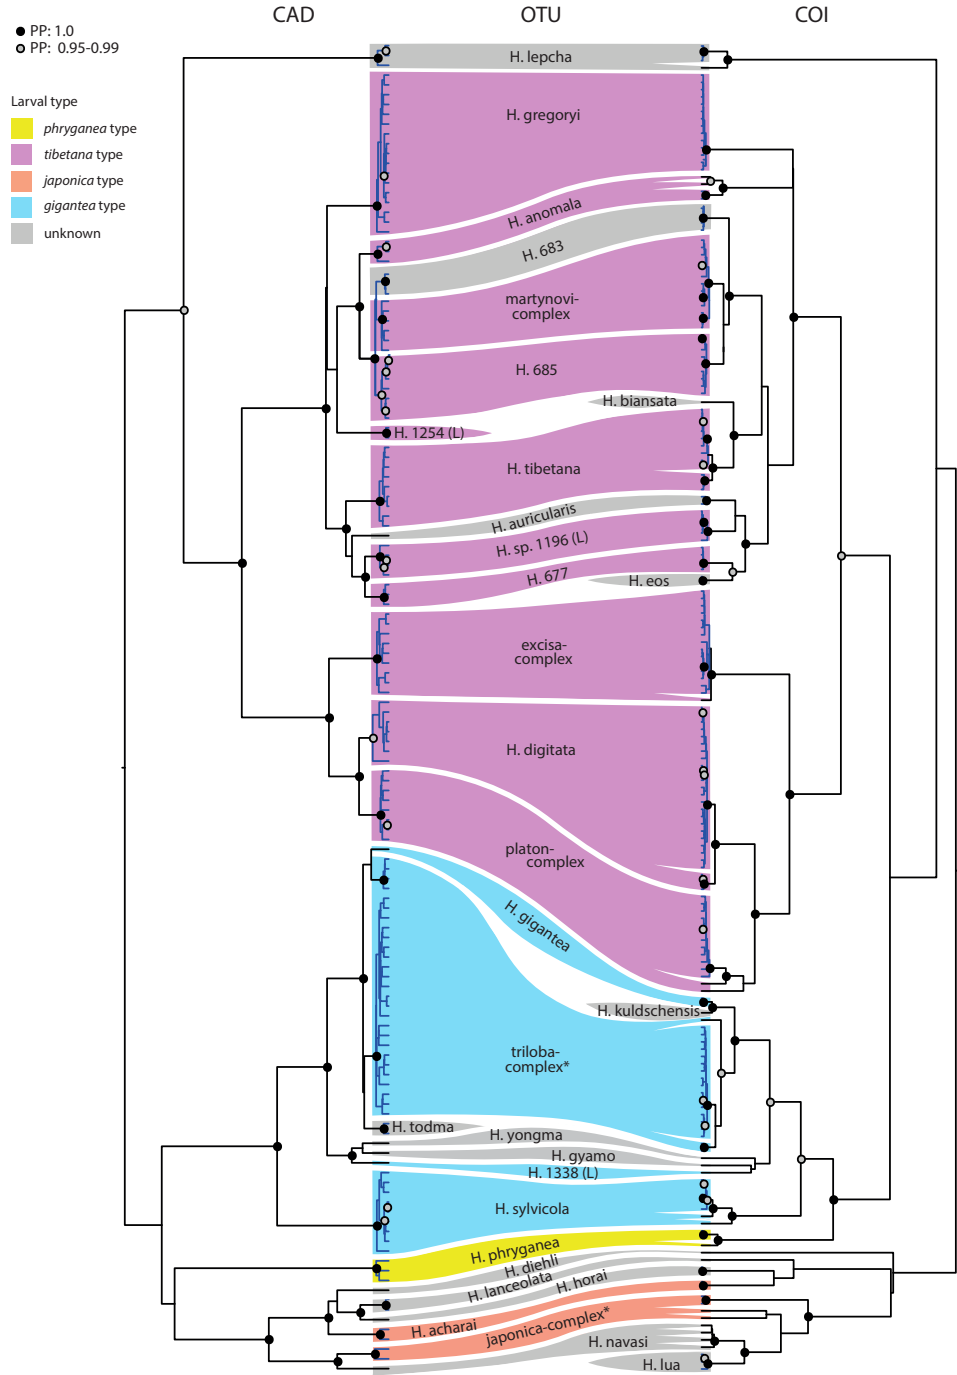 CAD OTU COI
PP: 1.0
PP: 0.95-0.99
Larval type
phryganea type
tibetana type
japonica type
gigantea type
unknown
H. lepcha
H. gregoryi
H. anomala
H. 683
martynovi-
complex
H. 685
H. biansata
H. 1254 (L)
H. tibetana
H. auricularis
H. sp. 1196 (L)
H. 677
H. eos
excisa-
complex
H. digitata
platon-
complex
H. gigantea
H. kuldschensis
triloba-
complex*
H. todma
H. yongma
H. gyamo
H. 1338 (L)
H. sylvicola
H. phryganea
H. diehli
H. lanceolata
H. horai
H. acharai
japonica-complex*
H. navasi
H. lua